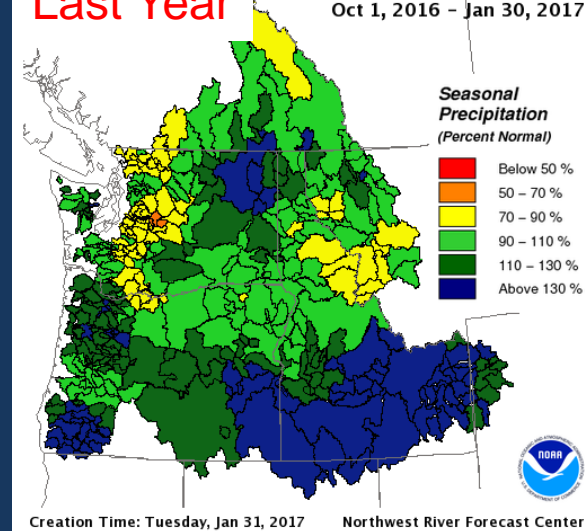 Last Year
Oct 1, 2016 – Jan 30, 2017
Seasonal
Precipitation
(Percent Normal)
Below 50 %
50 – 70 %
70 – 90 %
90 – 110 %
110 – 130 %
Above 130 %
NOAA
Creation Time: Tuesday, Jan 31, 2017
Northwest River Forecast Center